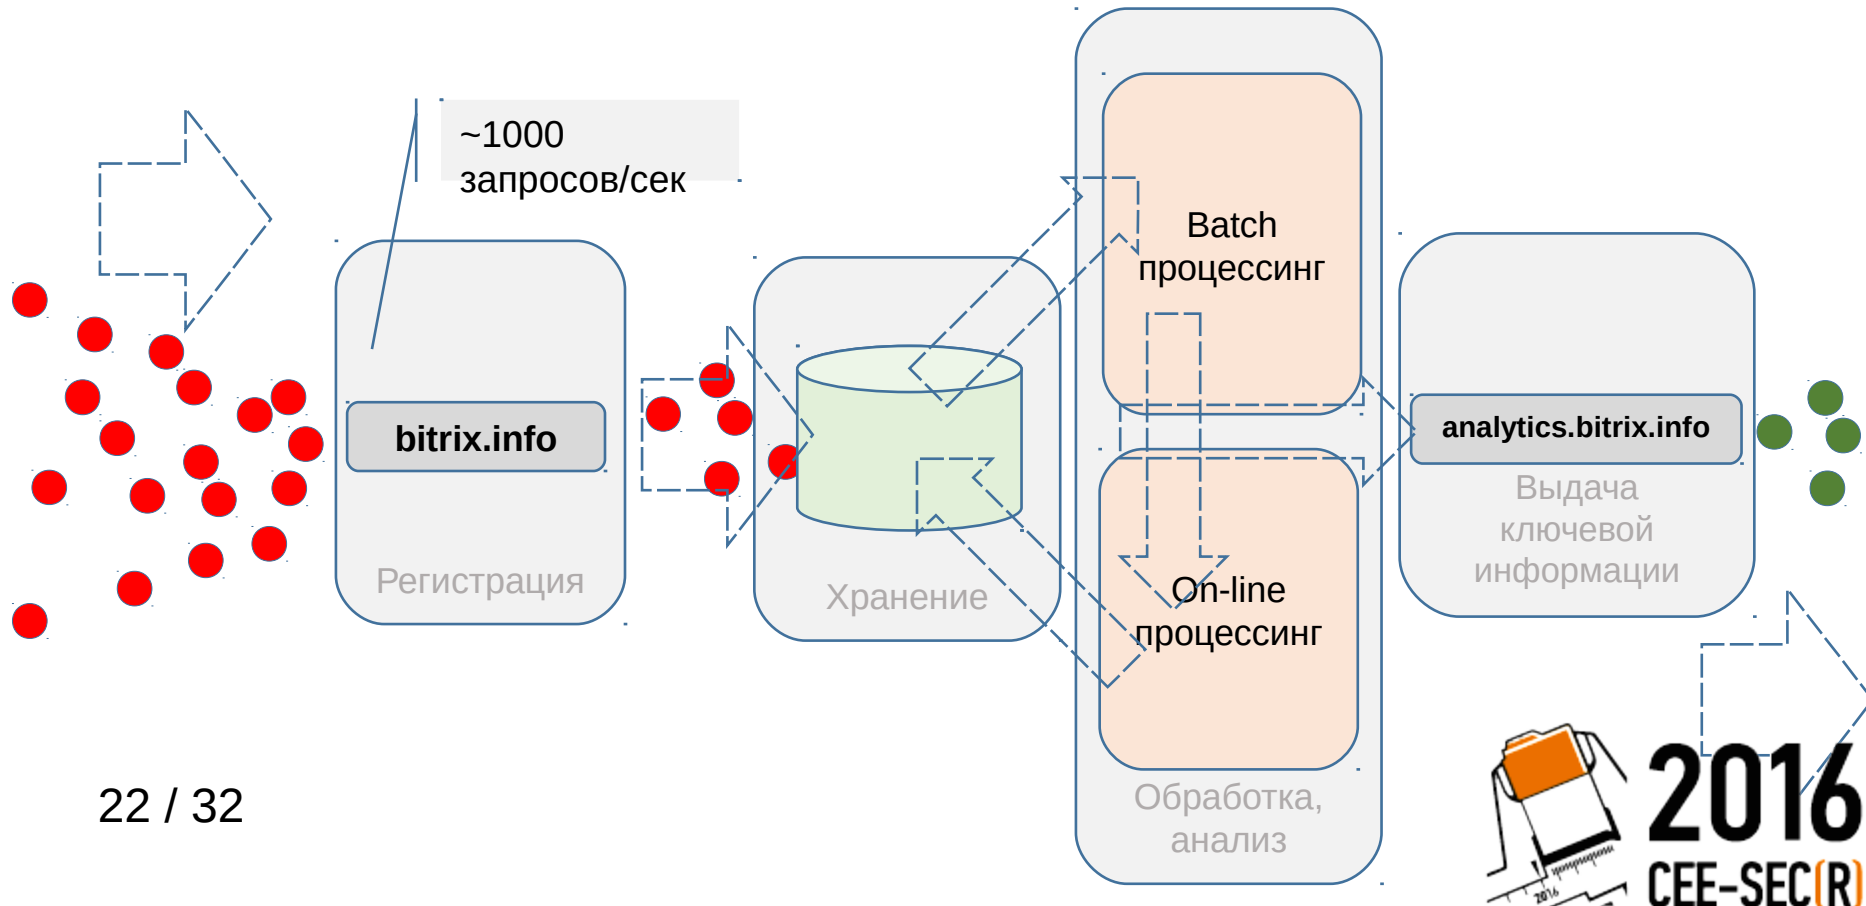 ~1000
запросов/сек
bitrix.info
Регистрация
Хранение
Batch
процессинг
On-line
процессинг
Обработка,
анализ
analytics.bitrix.info
Выдача
ключевой
информации
22 / 32
2016
2016
CEE-SEC(R)